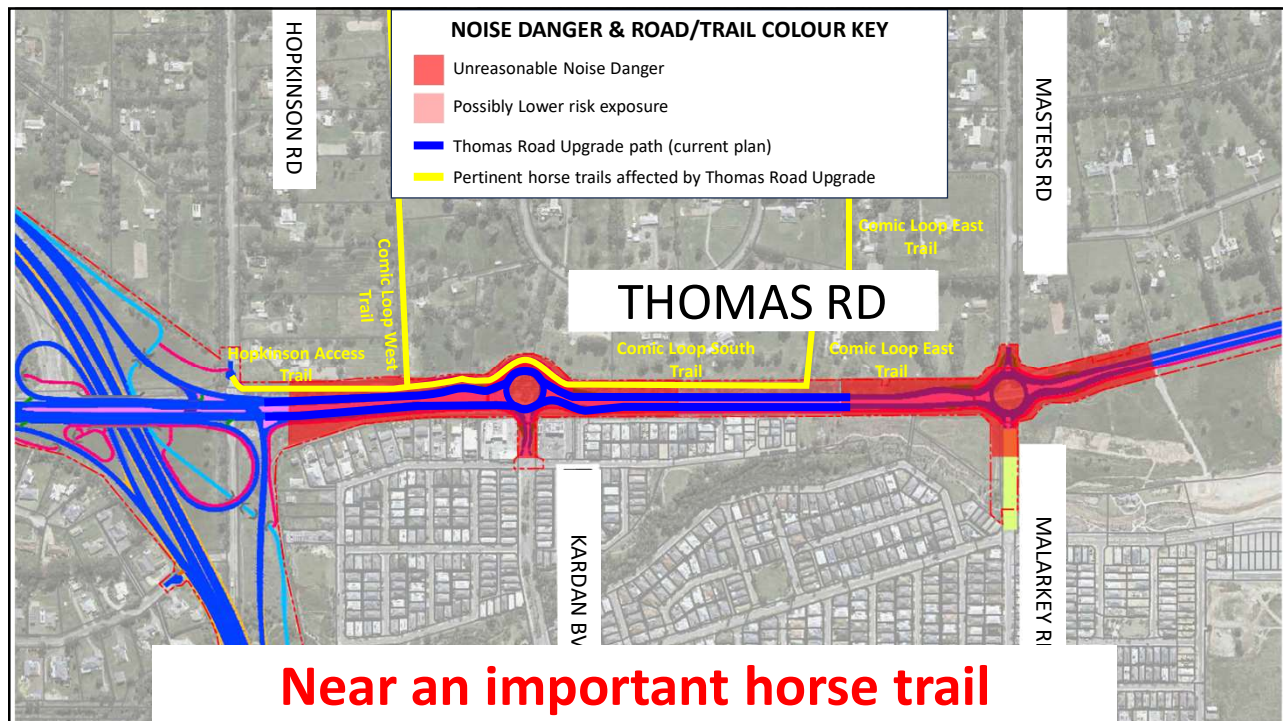 NOISE DANGER & ROAD/TRAIL COLOUR KEY
Unreasonable Noise Danger
Possibly Lower risk exposure
Thomas Road Upgrade path (current plan)
Pertinent horse trails affected by Thomas Road Upgrade
HOPKINSON RD
MASTERS RD
Comic Loop West
Trail
Comic Loop East
Trail
THOMAS RD
Hopkinson Access
Trail
Comic Loop South
Trail
Comic Loop East
Trail
KARDAN BV
MALARKEY
Near an important horse trail